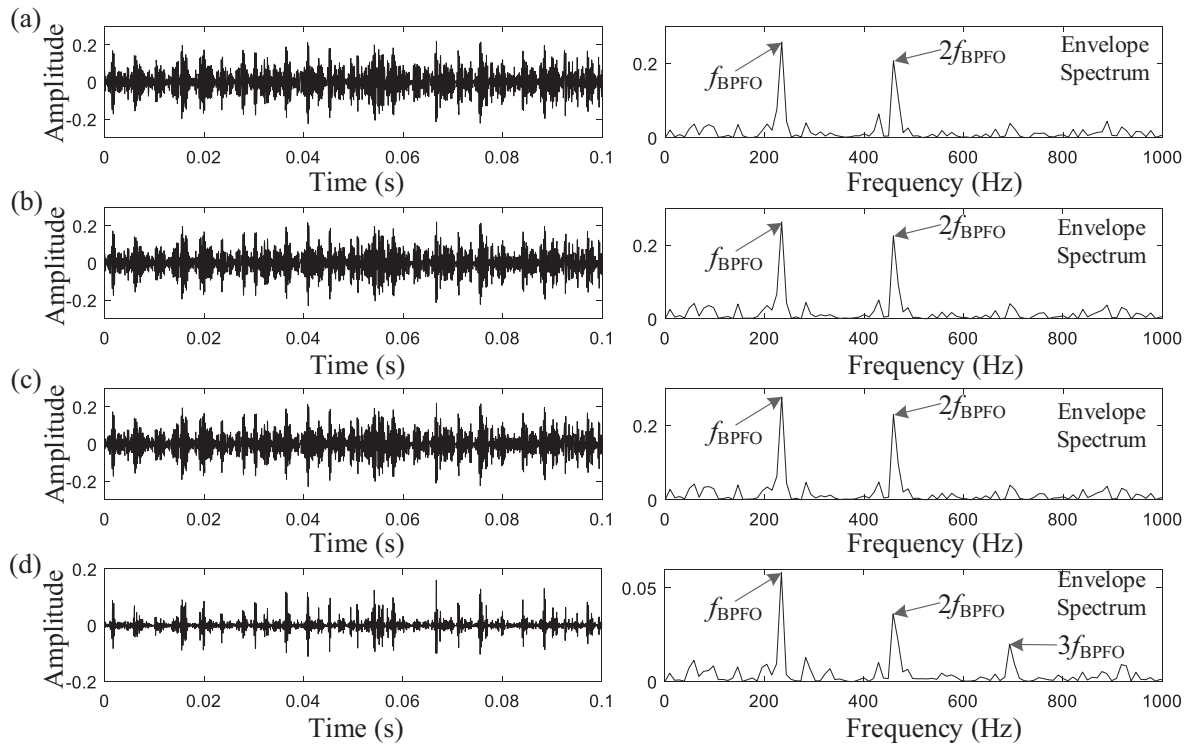 (a)
Amplitude
0.2
0
-0.2
0 0.02 0.04 0.06 0.08 0.1
Time (s)
0.2
0
f_BPFO
2f_BPFO
Envelope
Spectrum
0 200 400 600 800 1000
Frequency (Hz)
(b)
Amplitude
0.2
0
-0.2
0 0.02 0.04 0.06 0.08 0.1
Time (s)
0.2
0
f_BPFO
2f_BPFO
Envelope
Spectrum
0 200 400 600 800 1000
Frequency (Hz)
(c)
Amplitude
0.2
0
-0.2
0 0.02 0.04 0.06 0.08 0.1
Time (s)
0.2
0
f_BPFO
2f_BPFO
Envelope
Spectrum
0 200 400 600 800 1000
Frequency (Hz)
(d)
Amplitude
0.2
0
-0.2
0 0.02 0.04 0.06 0.08 0.1
Time (s)
0.05
0
f_BPFO
2f_BPFO
3f_BPFO
Envelope
Spectrum
0 200 400 600 800 1000
Frequency (Hz)